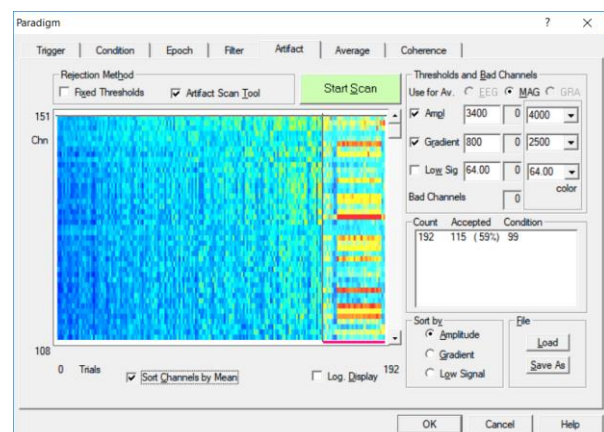 Paradigm ? ×
Trigger Condition Epoch Filter Artifact Average Coherence
Rejection Method
Fixed Thresholds Artifact Scan Tool
Start Scan
151
Chn
108
0 Trials 192
Sort Channels by Mean Log. Display
Thresholds and Bad Channels
Use for Av. EEG MAG GRA
Ampl 3400 0 4000
Gradient 800 0 2500
Low Sig 64.00 0 64.00
color
Bad Channels 0
Count Accepted Condition
192 115 ( 59%) 99
Sort by
Amplitude
Gradient
Low Signal
File
Load
Save As
OK Cancel Help